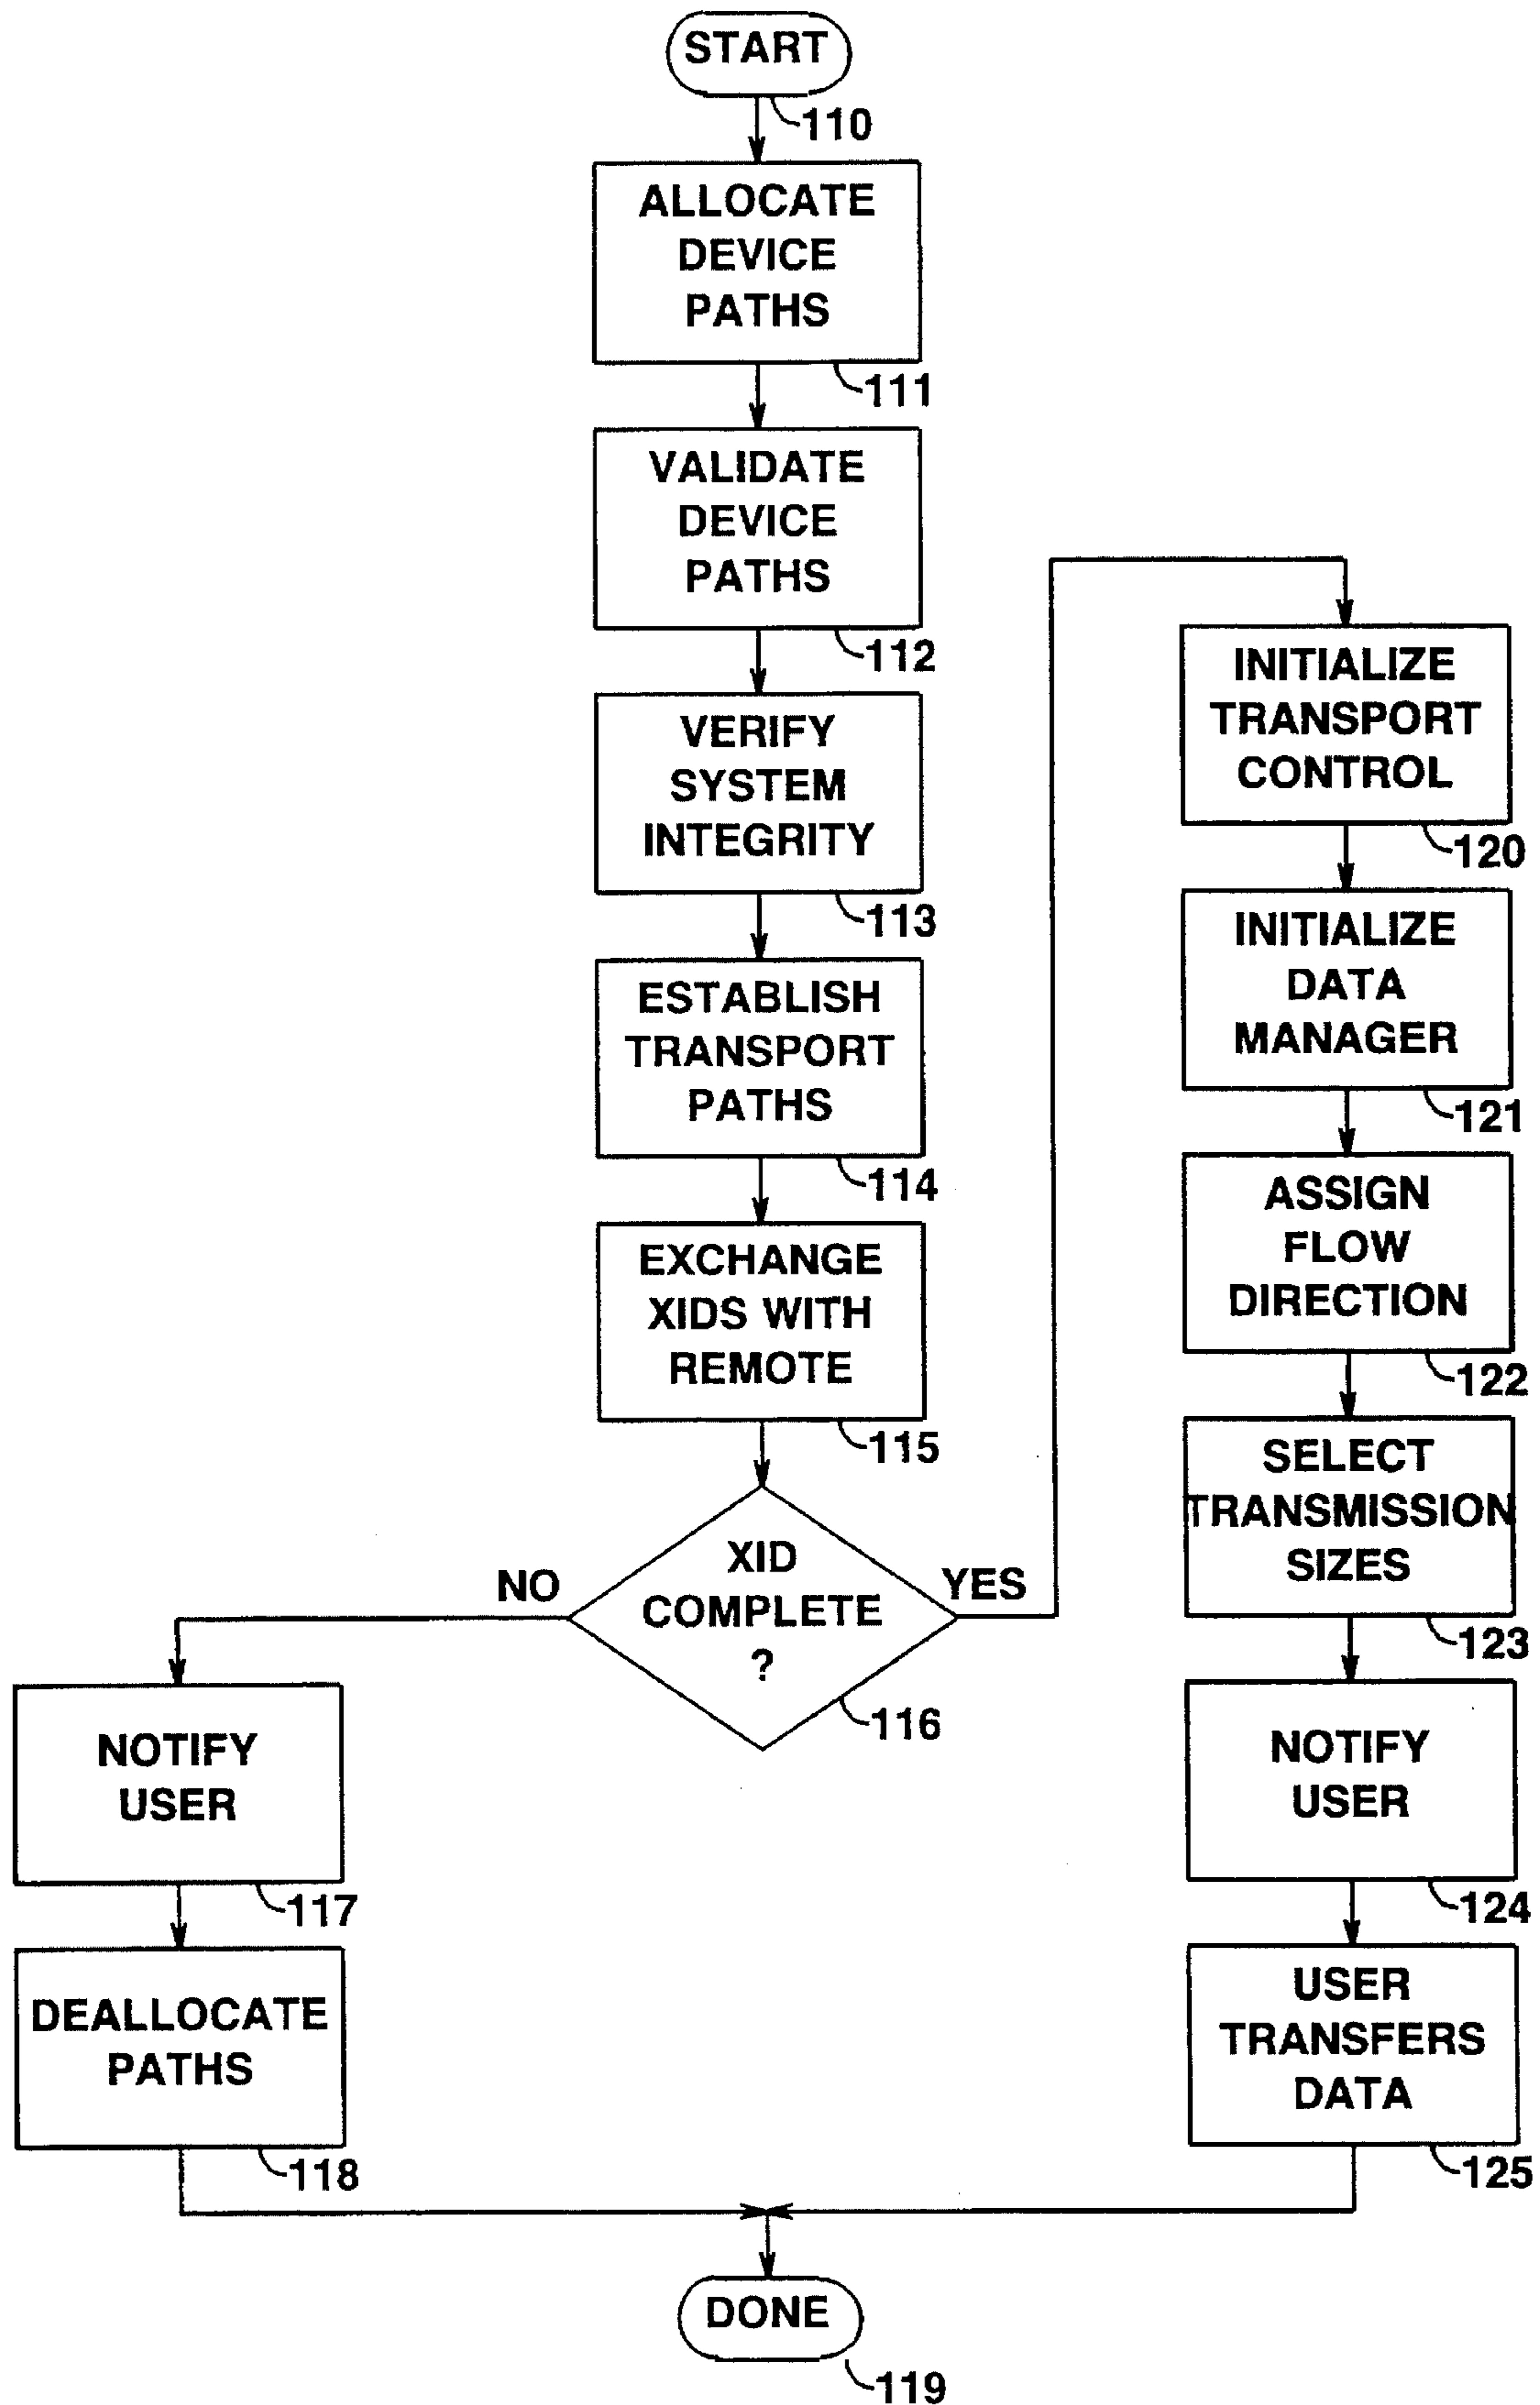 START
110
ALLOCATE
DEVICE
PATHS
111
VALIDATE
DEVICE
PATHS
112
VERIFY
SYSTEM
INTEGRITY
113
ESTABLISH
TRANSPORT
PATHS
114
EXCHANGE
XIDS WITH
REMOTE
115
XID
COMPLETE
?
116
NO
YES
NOTIFY
USER
117
DEALLOCATE
PATHS
118
INITIALIZE
TRANSPORT
CONTROL
120
INITIALIZE
DATA
MANAGER
121
ASSIGN
FLOW
DIRECTION
122
SELECT
TRANSMISSION
SIZES
123
NOTIFY
USER
124
USER
TRANSFERS
DATA
125
DONE
119